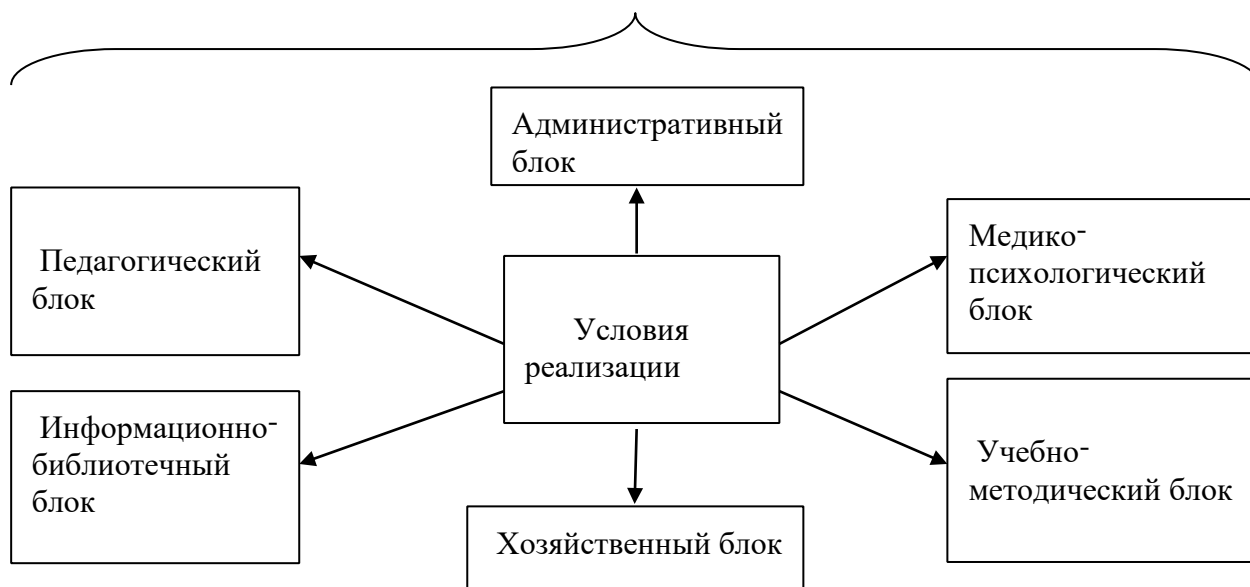 Административный
блок
Педагогический
блок
Медико-
психологический
блок
Условия
реализации
Информационно-
библиотечный
блок
Учебно-
методический блок
Хозяйственный блок